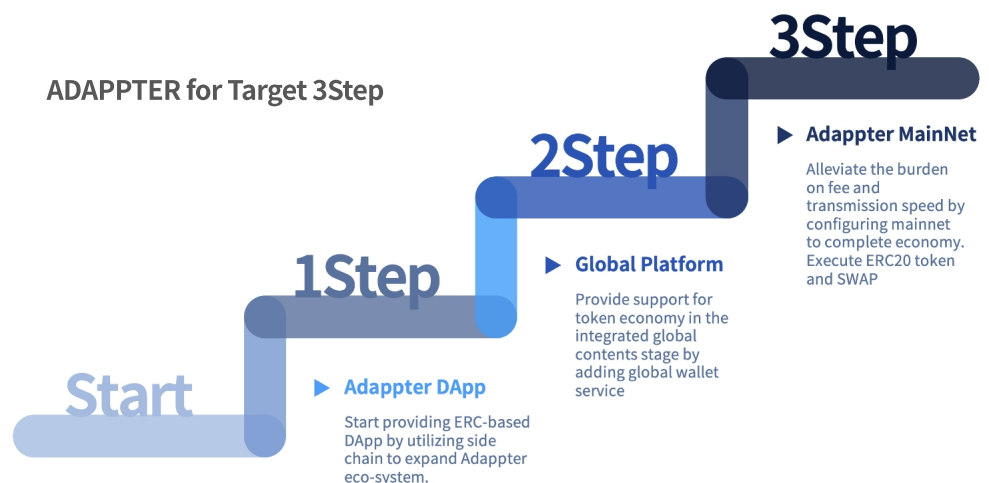 ADAPPTER for Target 3Step
Start
1Step
Adappter DApp
Start providing ERC-based
DApp by utilizing side
chain to expand Adappter
eco-system.
2Step
Global Platform
Provide support for
token economy in the
integrated global
contents stage by
adding global wallet
service
3Step
Adappter MainNet
Alleviate the burden
on fee and
transmission speed by
configuring mainnet
to complete economy.
Execute ERC20 token
and SWAP